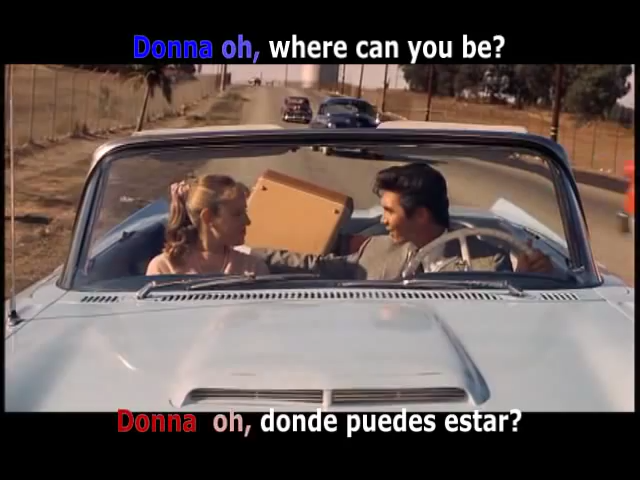 Donna oh, where can you be?
Donna oh, donde puedes estar?